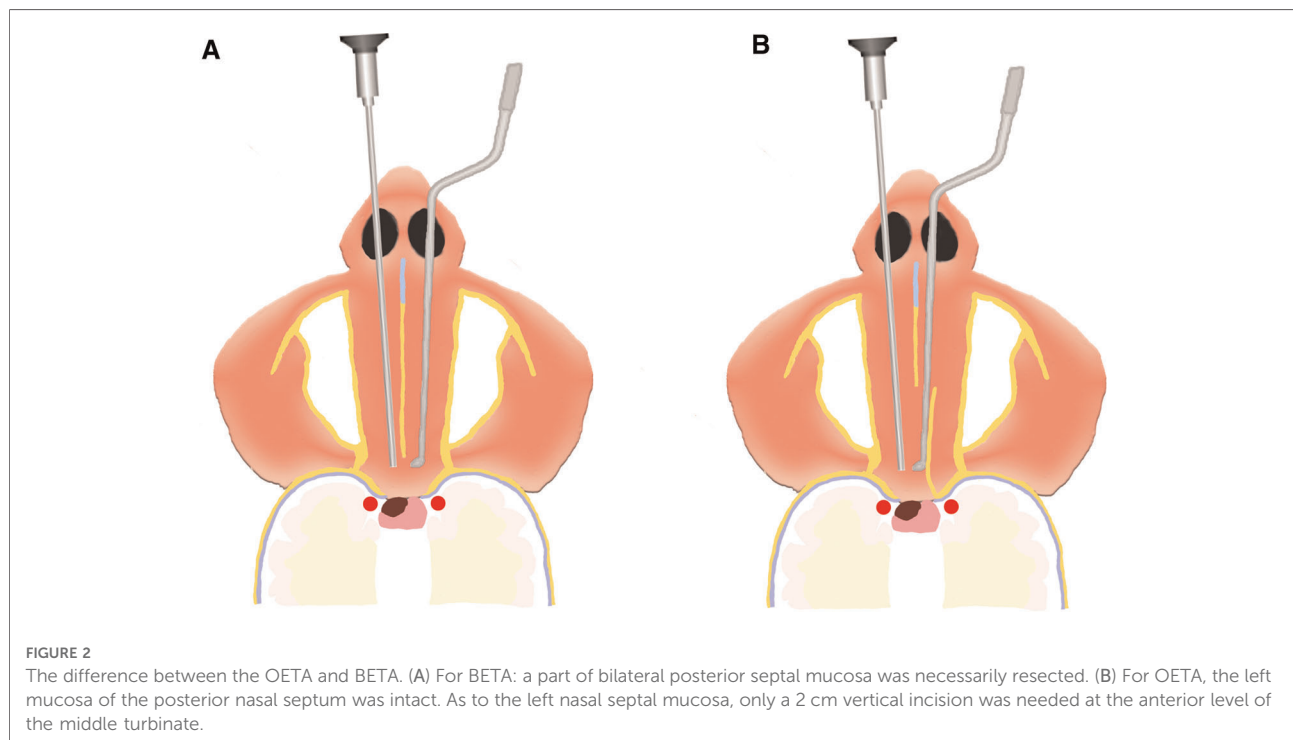 A
B
FIGURE 2
The difference between the OETA and BETA. (A) For BETA: a part of bilateral posterior septal mucosa was necessarily resected. (B) For OETA, the left
mucosa of the posterior nasal septum was intact. As to the left nasal septal mucosa, only a 2 cm vertical incision was needed at the anterior level of
the middle turbinate.